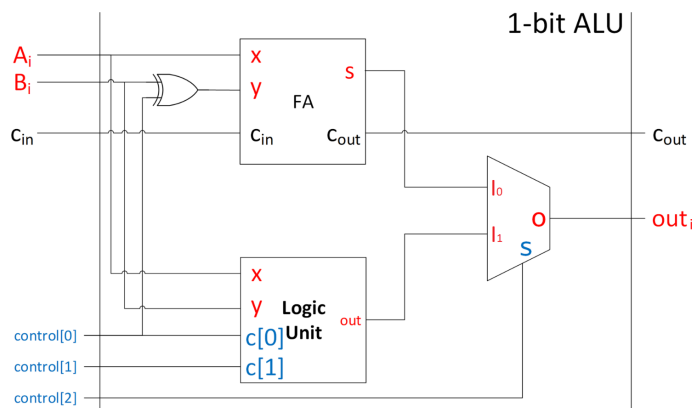 1-bit ALU
Aᵢ
x
s
Bᵢ
y
FA
cᵢₙ
cᵢₙ
cₒᵤₜ
cₒᵤₜ
I₀
O
outᵢ
I₁
S
x
y
Logic
Unit
out
control[0]
c[0]
control[1]
c[1]
control[2]